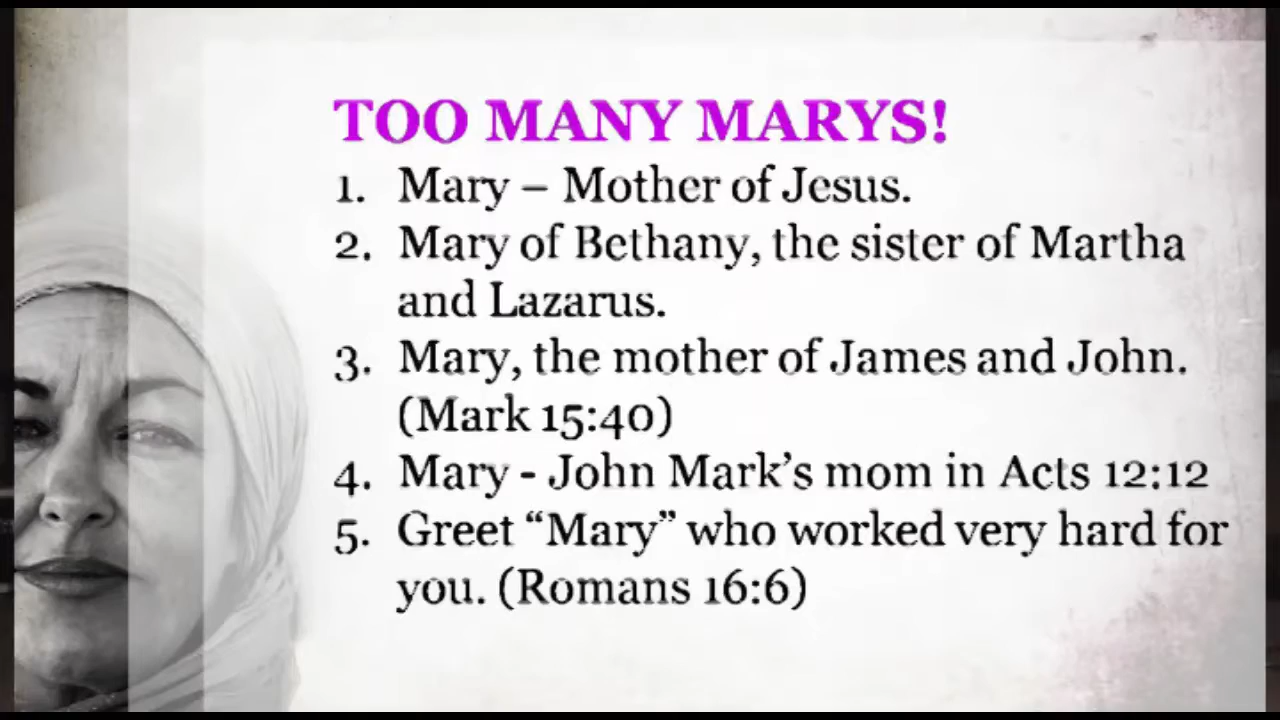 TOO MANY MARYS!
1. Mary – Mother of Jesus.
2. Mary of Bethany, the sister of Martha
and Lazarus.
3. Mary, the mother of James and John.
(Mark 15:40)
4. Mary - John Mark’s mom in Acts 12:12
5. Greet “Mary” who worked very hard for
you. (Romans 16:6)